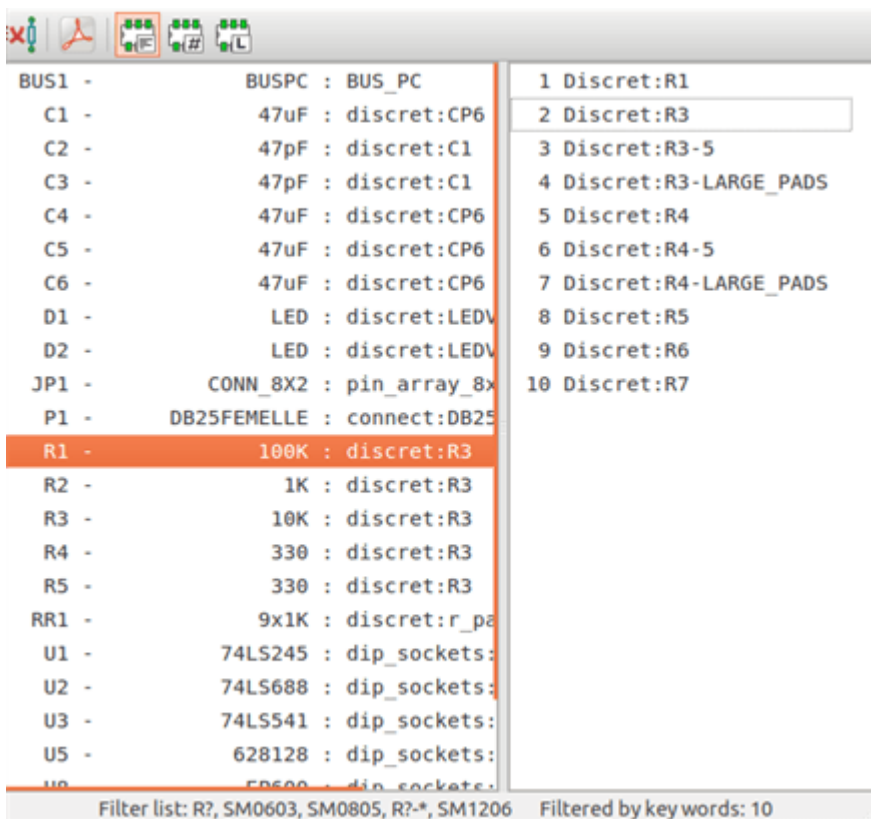 BUS1 - BUSPC : BUS_PC
C1 - 47uF : discret:CP6
C2 - 47pF : discret:C1
C3 - 47pF : discret:C1
C4 - 47uF : discret:CP6
C5 - 47uF : discret:CP6
C6 - 47uF : discret:CP6
D1 - LED : discret:LEDV
D2 - LED : discret:LEDV
JP1 - CONN_8X2 : pin_array_8x
P1 - DB25FEMELLE : connect:DB25
R1 - 100K : discret:R3
R2 - 1K : discret:R3
R3 - 10K : discret:R3
R4 - 330 : discret:R3
R5 - 330 : discret:R3
RR1 - 9x1K : discret:r_pa
U1 - 74LS245 : dip_sockets:
U2 - 74LS688 : dip_sockets:
U3 - 74LS541 : dip_sockets:
U5 - 628128 : dip_sockets:
1 Discret:R1
2 Discret:R3
3 Discret:R3-5
4 Discret:R3-LARGE_PADS
5 Discret:R4
6 Discret:R4-5
7 Discret:R4-LARGE_PADS
8 Discret:R5
9 Discret:R6
10 Discret:R7
Filter list: R?, SM0603, SM0805, R?-*, SM1206 Filtered by key words: 10